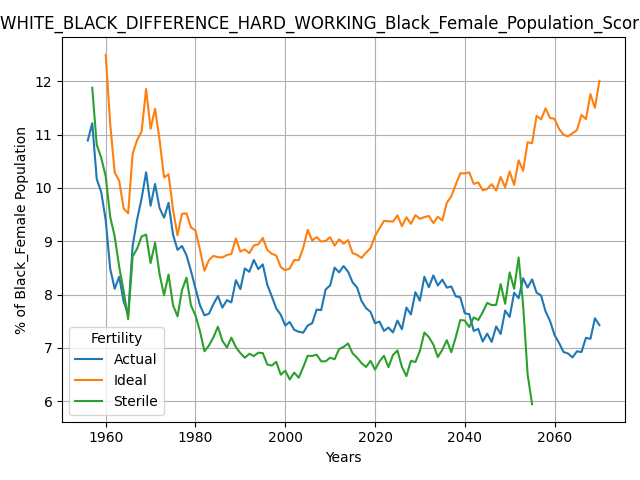 WHITE_BLACK_DIFFERENCE_HARD_WORKING_Black_Female_Population_Scor
% of Black_Female Population
12
11
10
9
8
7
6
Fertility
Actual
Ideal
Sterile
1960 1980 2000 2020 2040 2060
Years